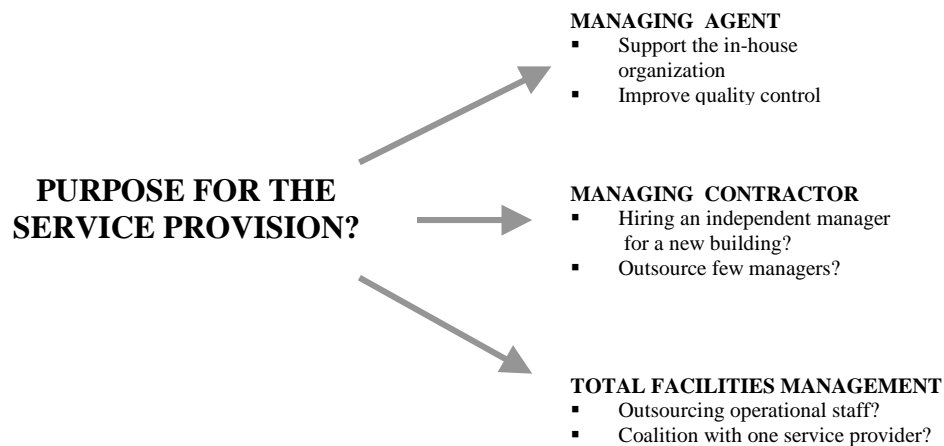 MANAGING AGENT
▪ Support the in-house
organization
▪ Improve quality control
PURPOSE FOR THE
SERVICE PROVISION?
MANAGING CONTRACTOR
▪ Hiring an independent manager
for a new building?
▪ Outsource few managers?
TOTAL FACILITIES MANAGEMENT
▪ Outsourcing operational staff?
▪ Coalition with one service provider?